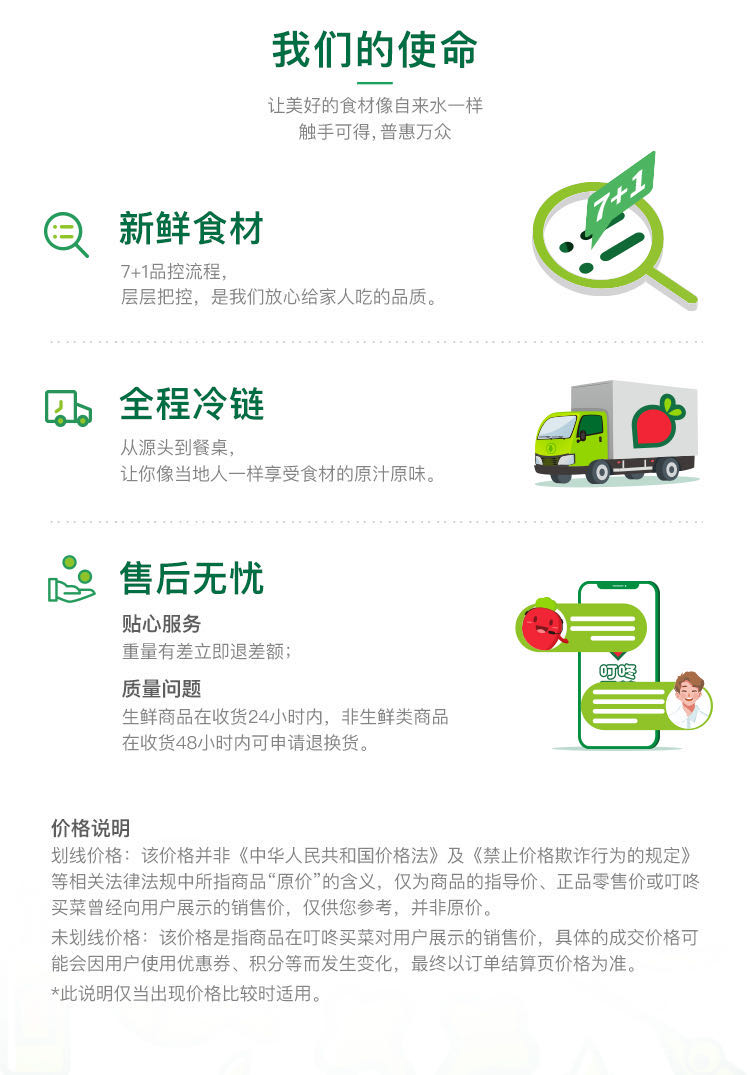 我们的使命
让美好的食材像自来水一样
触手可得,普惠万众
7+1
新鲜食材
7+1品控流程,
层层把控，是我们放心给家人吃的品质。
全程冷链
从源头到餐桌,
让你像当地人一样享受食材的原汁原味。
售后无忧
贴心服务
重量有差立即退差额;
叮咚
质量问题
生鲜商品在收货24小时内，非生鲜类商品
在收货48小时内可申请退换货。
价格说明
划线价格：该价格并非《中华人民共和国价格法》及《禁止价格欺诈行为的规定》
等相关法律法规中所指商品“原价”的含义，仅为商品的指导价、正品零售价或叮咚
买菜曾经向用户展示的销售价，仅供您参考，并非原价。
未划线价格：该价格是指商品在叮咚买菜对用户展示的销售价，具体的成交价格可
能会因用户使用优惠券、积分等而发生变化，最终以订单结算页价格为准。
*此说明仅当出现价格比较时适用。